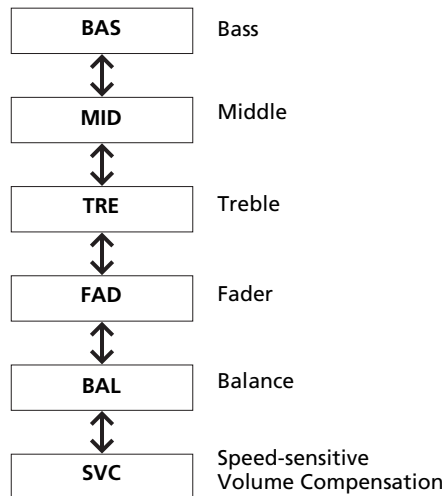 BAS Bass
MID Middle
TRE Treble
FAD Fader
BAL Balance
SVC Speed-sensitive
Volume Compensation